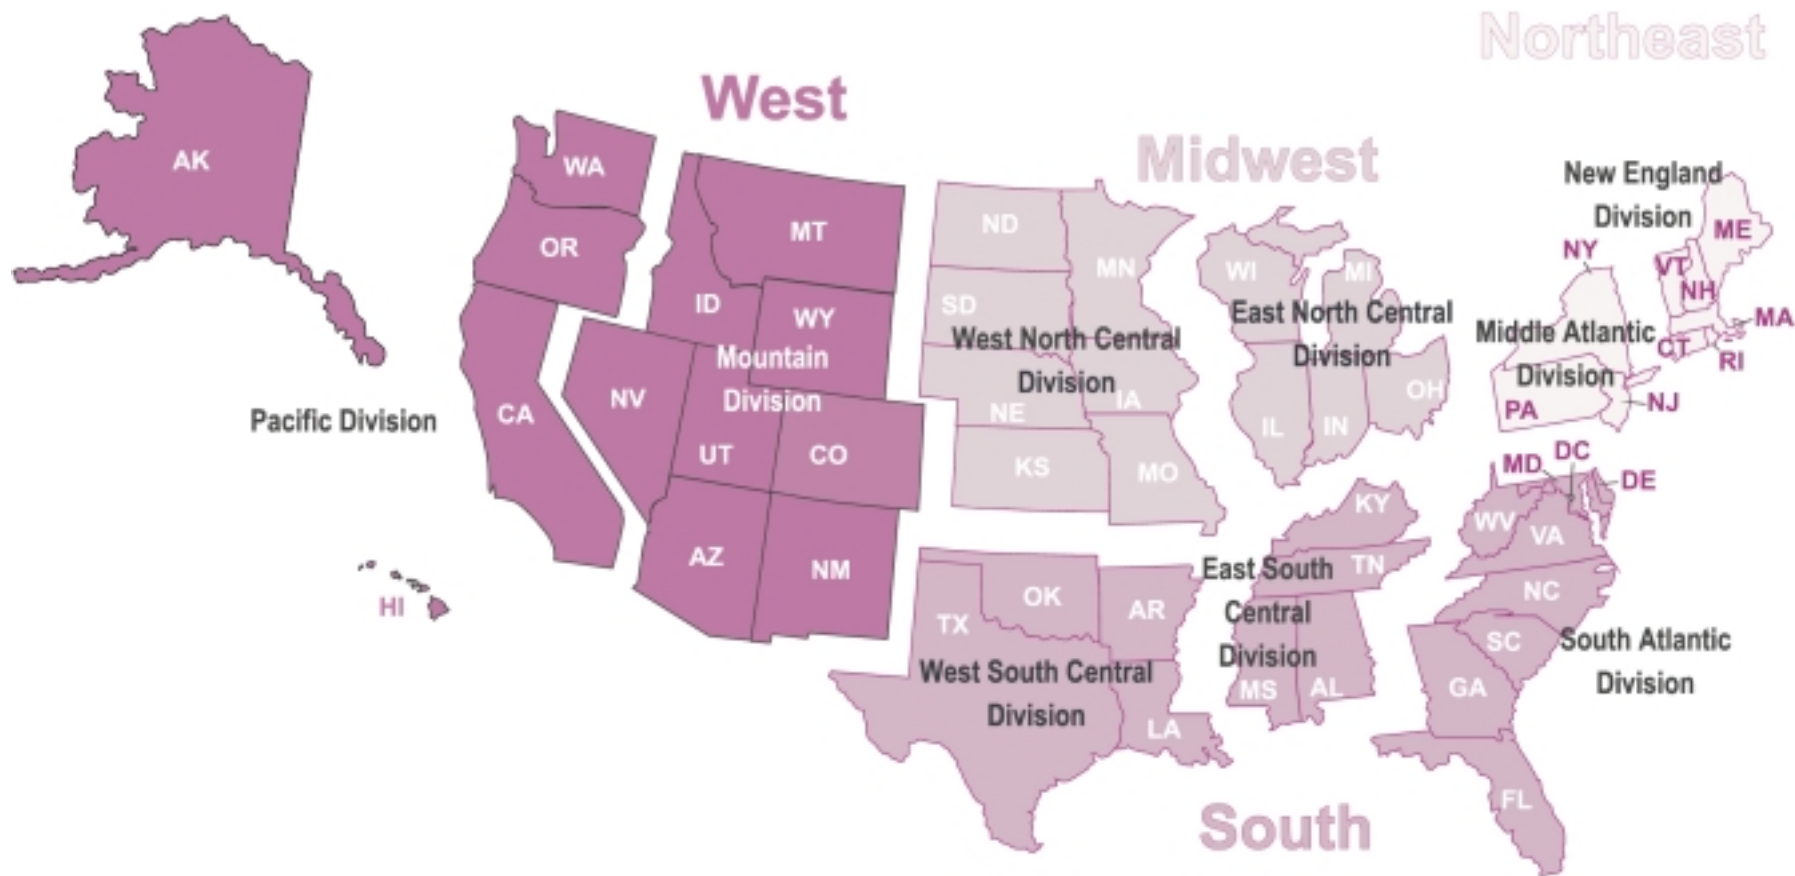 Northeast
West
Midwest
South
AK
HI
Pacific Division
WA
OR
CA
Mountain
Division
MT
ID
WY
NV
UT
CO
AZ
NM
West North Central
Division
ND
MN
SD
NE
IA
KS
MO
East North Central
Division
WI
MI
IL
IN
OH
New England
Division
ME
VT
NH
MA
CT
RI
Middle Atlantic
Division
NY
PA
NJ
West South Central
Division
TX
OK
AR
LA
East South
Central
Division
KY
TN
MS
AL
South Atlantic
Division
DC
MD
DE
WV
VA
NC
SC
GA
FL